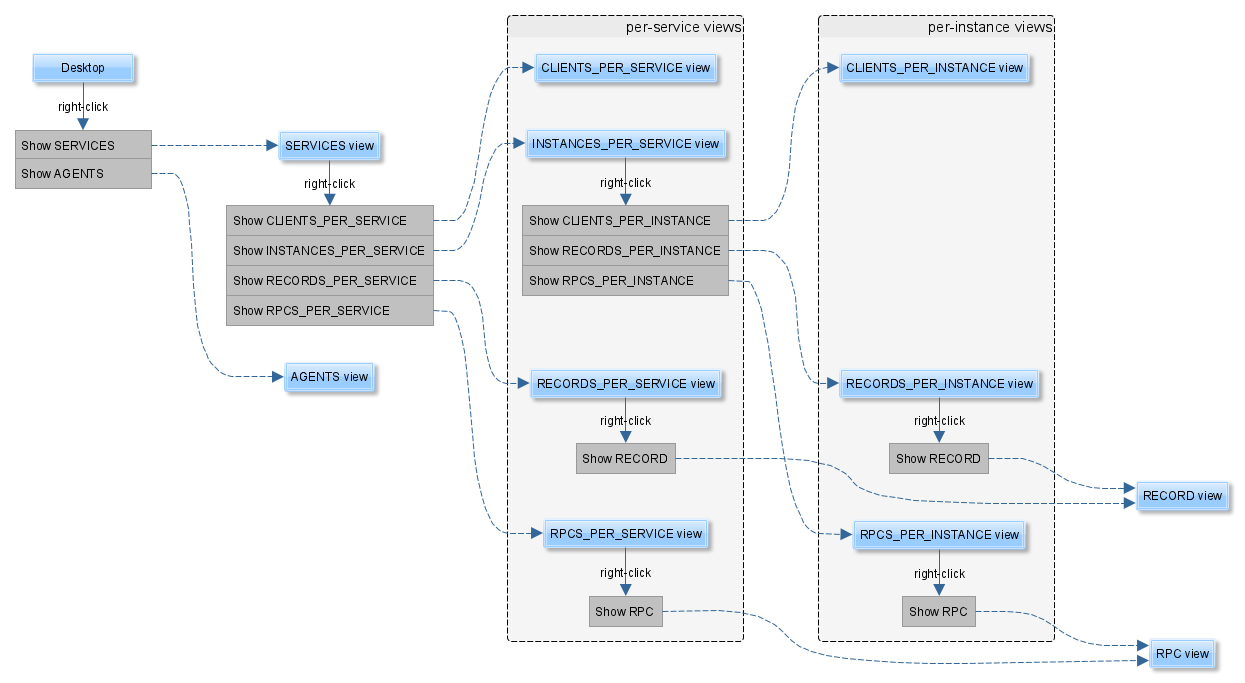 per-service views
per-instance views
Desktop
CLIENTS_PER_SERVICE view
CLIENTS_PER_INSTANCE view
right-click
Show SERVICES
Show AGENTS
SERVICES view
INSTANCES_PER_SERVICE view
right-click
right-click
Show CLIENTS_PER_SERVICE
Show INSTANCES_PER_SERVICE
Show RECORDS_PER_SERVICE
Show RPCS_PER_SERVICE
Show CLIENTS_PER_INSTANCE
Show RECORDS_PER_INSTANCE
Show RPCS_PER_INSTANCE
AGENTS view
RECORDS_PER_SERVICE view
RECORDS_PER_INSTANCE view
right-click
right-click
Show RECORD
Show RECORD
RECORD view
RPCS_PER_SERVICE view
RPCS_PER_INSTANCE view
right-click
right-click
Show RPC
Show RPC
RPC view